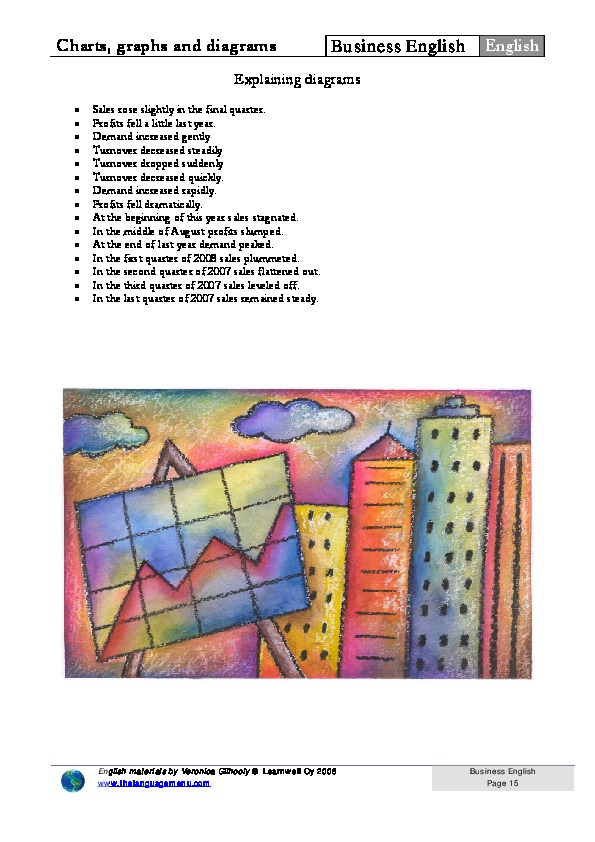 Charts, graphs and diagrams
Business English
English
Explaining diagrams
• Sales rose slightly in the final quarter.
• Profits fell a little last year.
• Demand increased gently
• Turnover decreased steadily
• Turnover dropped suddenly
• Turnover decreased quickly.
• Demand increased rapidly.
• Profits fell dramatically.
• At the beginning of this year sales stagnated.
• In the middle of August profits slumped.
• At the end of last year demand peaked.
• In the first quarter of 2008 sales plummeted.
• In the second quarter of 2007 sales flattened out.
• In the third quarter of 2007 sales leveled off.
• In the last quarter of 2007 sales remained steady.
English materials by Veronica Gilhooly © Learnwell Oy 2008
www.thelanguagemenu.com
Business English
Page 15